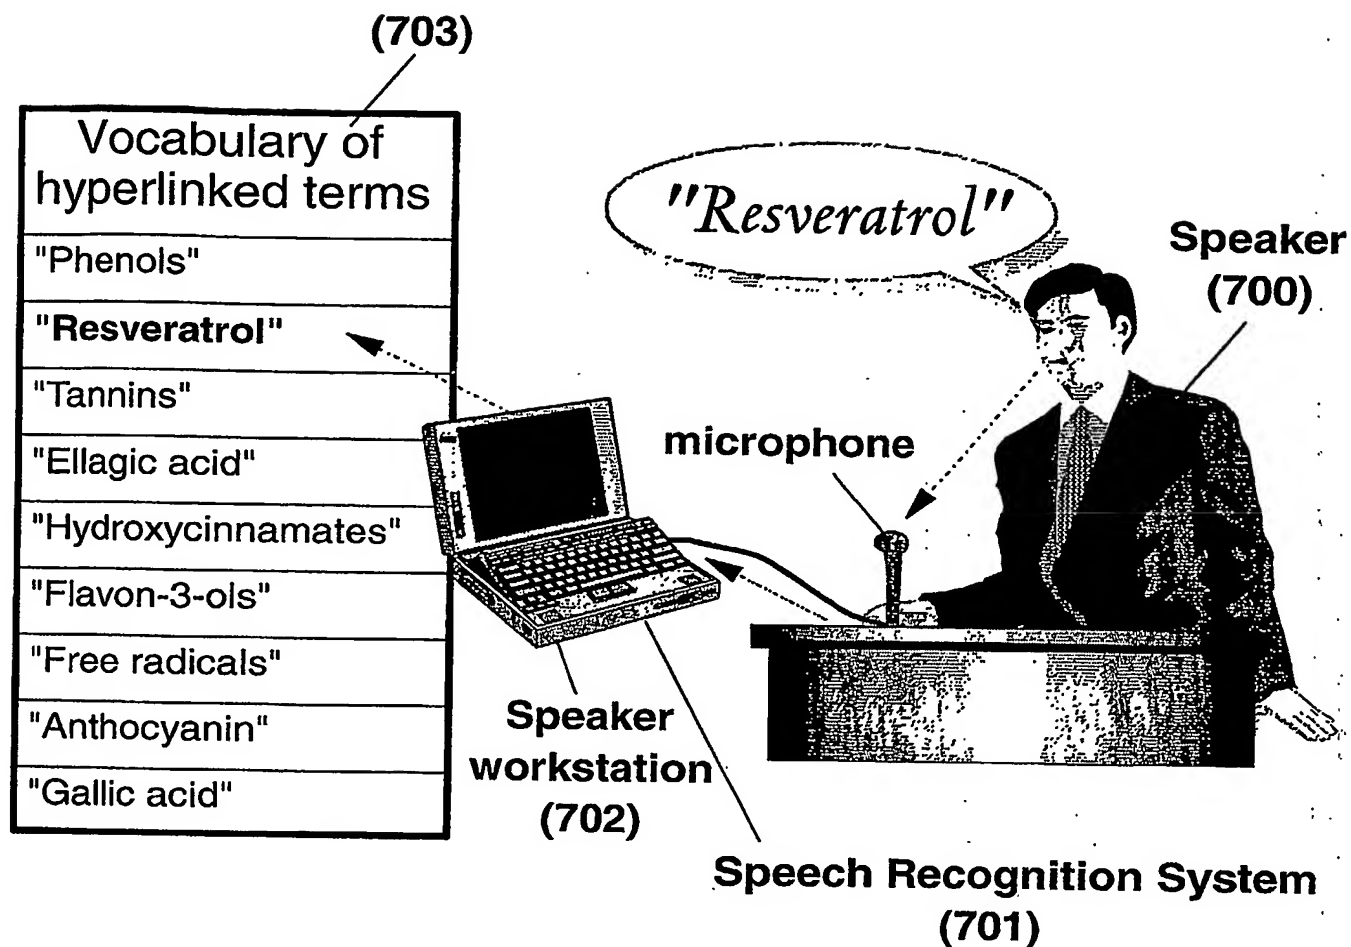 (703)
Vocabulary of
hyperlinked terms
"Phenols"
"Resveratrol"
"Tannins"
"Ellagic acid"
"Hydroxycinnamates"
"Flavon-3-ols"
"Free radicals"
"Anthocyanin"
"Gallic acid"
"Resveratrol"
Speaker
(700)
microphone
Speaker
workstation
(702)
Speech Recognition System
(701)